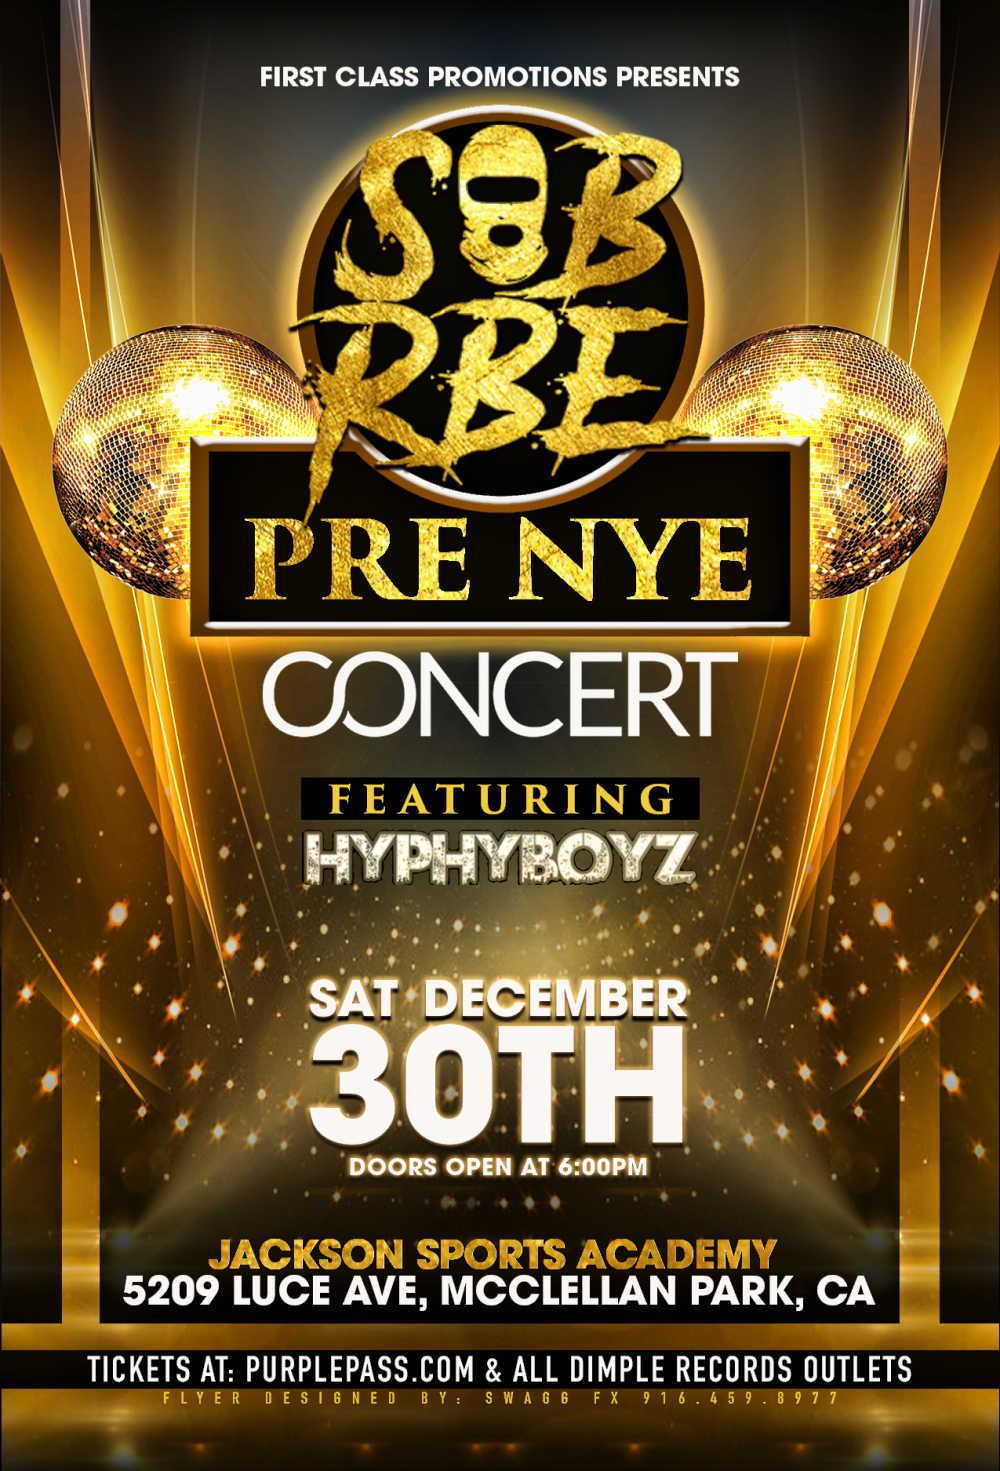 FIRST CLASS PROMOTIONS PRESENTS
SOB
RBE
PRE NYE
CONCERT
FEATURING
HYPHYBOYZ
SAT DECEMBER
30TH
DOORS OPEN AT 6:00PM
JACKSON SPORTS ACADEMY
5209 LUCE AVE, MCCLELLAN PARK, CA
TICKETS AT: PURPLEPASS.COM & ALL DIMPLE RECORDS OUTLETS
FLYER DESIGNED BY: SWAGG FX 916.459.8977